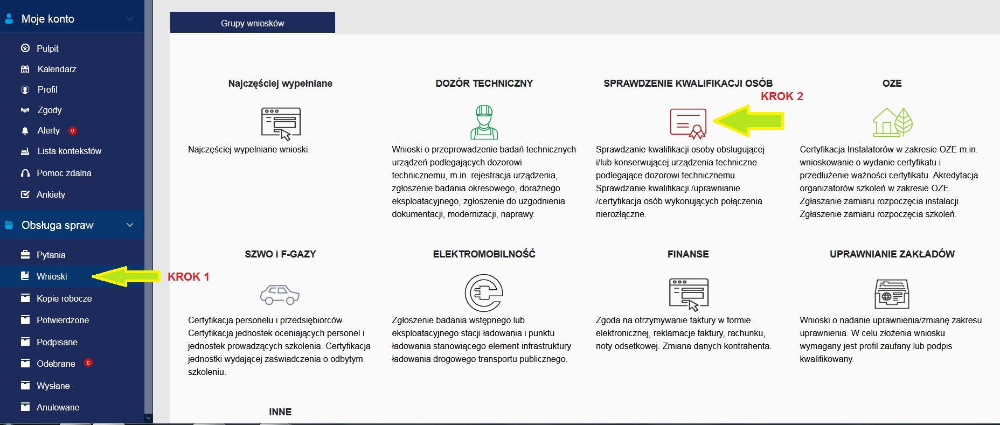 Moje konto
Pulpit
Kalendarz
Profil
Zgody
Alerty 0
Lista kontekstów
Pomoc zdalna
Ankiety
Obsługa spraw
Pytania
Wnioski
KROK 1
Kopie robocze
Potwierdzone
Podpisane
Odebrane 0
Wysłane
Anulowane
Grupy wniosków
Najczęściej wypełniane
Najczęściej wypełniane wnioski.
DOZÓR TECHNICZNY
Wnioski o przeprowadzenie badań technicznych
urządzeń podlegających dozorowi
technicznemu, m.in. rejestracja urządzenia,
zgłoszenie badania okresowego, doraźnego
eksploatacyjnego, zgłoszenie do uzgodnienia
dokumentacji, modernizacji, naprawy.
SPRAWDZENIE KWALIFIKACJI OSÓB
KROK 2
Sprawdzanie kwalifikacji osoby obsługującej
i/lub konserwującej urządzenia techniczne
podlegające dozorowi technicznemu.
Sprawdzanie kwalifikacji /uprawnianie
/certyfikacja osób wykonujących połączenia
nierozłączne.
OZE
Certyfikacja Instalatorów w zakresie OZE m.in.
wnioskowanie o wydanie certyfikatu i
przedłużenie ważności certyfikatu. Akredytacja
organizatorów szkoleń w zakresie OZE.
Zgłaszanie zamiaru rozpoczęcia instalacji.
Zgłaszenie zamiaru rozpoczęcia szkoleń.
SZWO i F-GAZY
Certyfikacja personelu i przedsiębiorców.
Certyfikacja jednostek oceniających personel i
jednostek prowadzących szkolenia. Certyfikacja
jednostki wydającej zaświadczenia o odbytym
szkoleniu.
ELEKTROMOBILNOŚĆ
Zgłoszenie badania wstępnego lub
eksploatacyjnego stacji ładowania i punktu
ładowania stanowiącego element infrastruktury
ładowania drogowego transportu publicznego.
FINANSE
Zgoda na otrzymywanie faktury w formie
elektronicznej, reklamacje faktury, rachunku,
noty odsetkowej. Zmiana danych kontrahenta.
UPRAWNIANIE ZAKŁADÓW
Wnioski o nadanie uprawnienia/zmianę zakresu
uprawnienia. W celu złożenia wniosku
wymagany jest profil zaufany lub podpis
kwalifikowany.
INNE